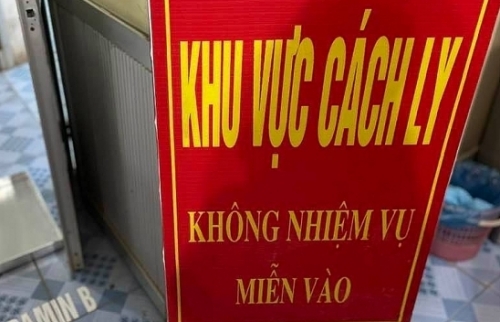 KHU VỰC CÁCH LY
KHÔNG NHIỆM VỤ
MIỄN VÀO
AMIN B